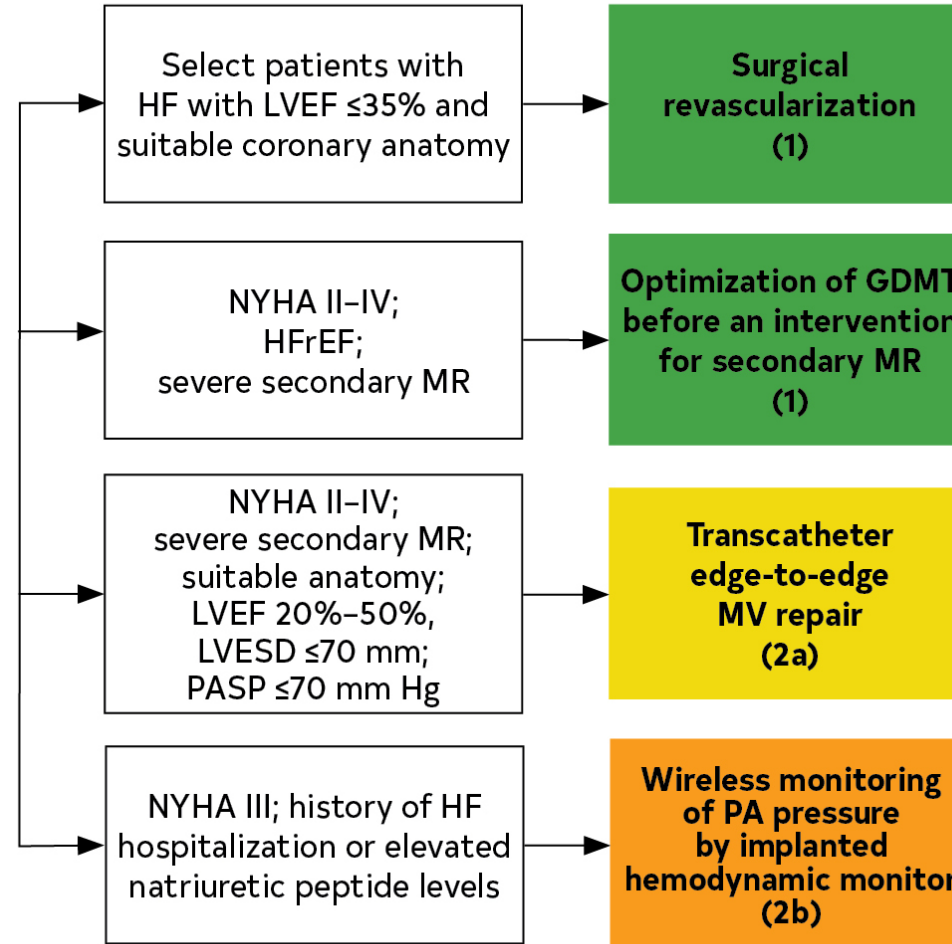 Select patients with
HF with LVEF ≤35% and
suitable coronary anatomy
Surgical
revascularization
(1)
NYHA II–IV;
HFrEF;
severe secondary MR
Optimization of GDMT
before an intervention
for secondary MR
(1)
NYHA II–IV;
severe secondary MR;
suitable anatomy;
LVEF 20%–50%,
LVESD ≤70 mm;
PASP ≤70 mm Hg
Transcatheter
edge-to-edge
MV repair
(2a)
NYHA III; history of HF
hospitalization or elevated
natriuretic peptide levels
Wireless monitoring
of PA pressure
by implanted
hemodynamic monitor
(2b)